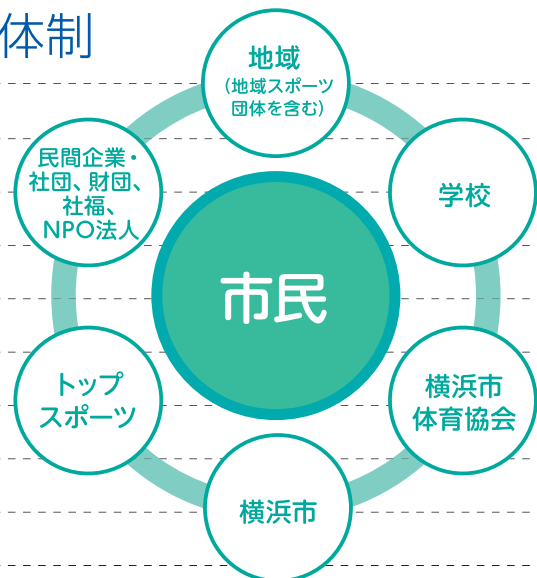 体制
地域
（地域スポーツ
団体を含む）
民間企業・
社団、財団、
社福、
NPO法人
学校
市民
トップ
スポーツ
横浜市
体育協会
横浜市